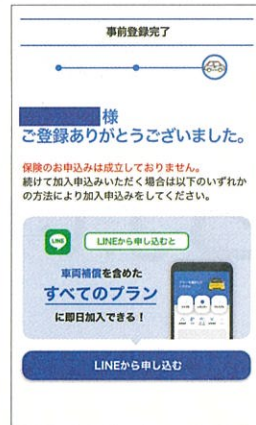 事前登録完了
様
ご登録ありがとうございました。
保険のお申込みは成立しておりません。
続けて加入申込みいただく場合は以下のいずれか
の方法により加入申込みをしてください。
LINE
LINEから申し込むと
車両補償を含めた
すべてのプラン
に即日加入できる！
LINEから申し込む